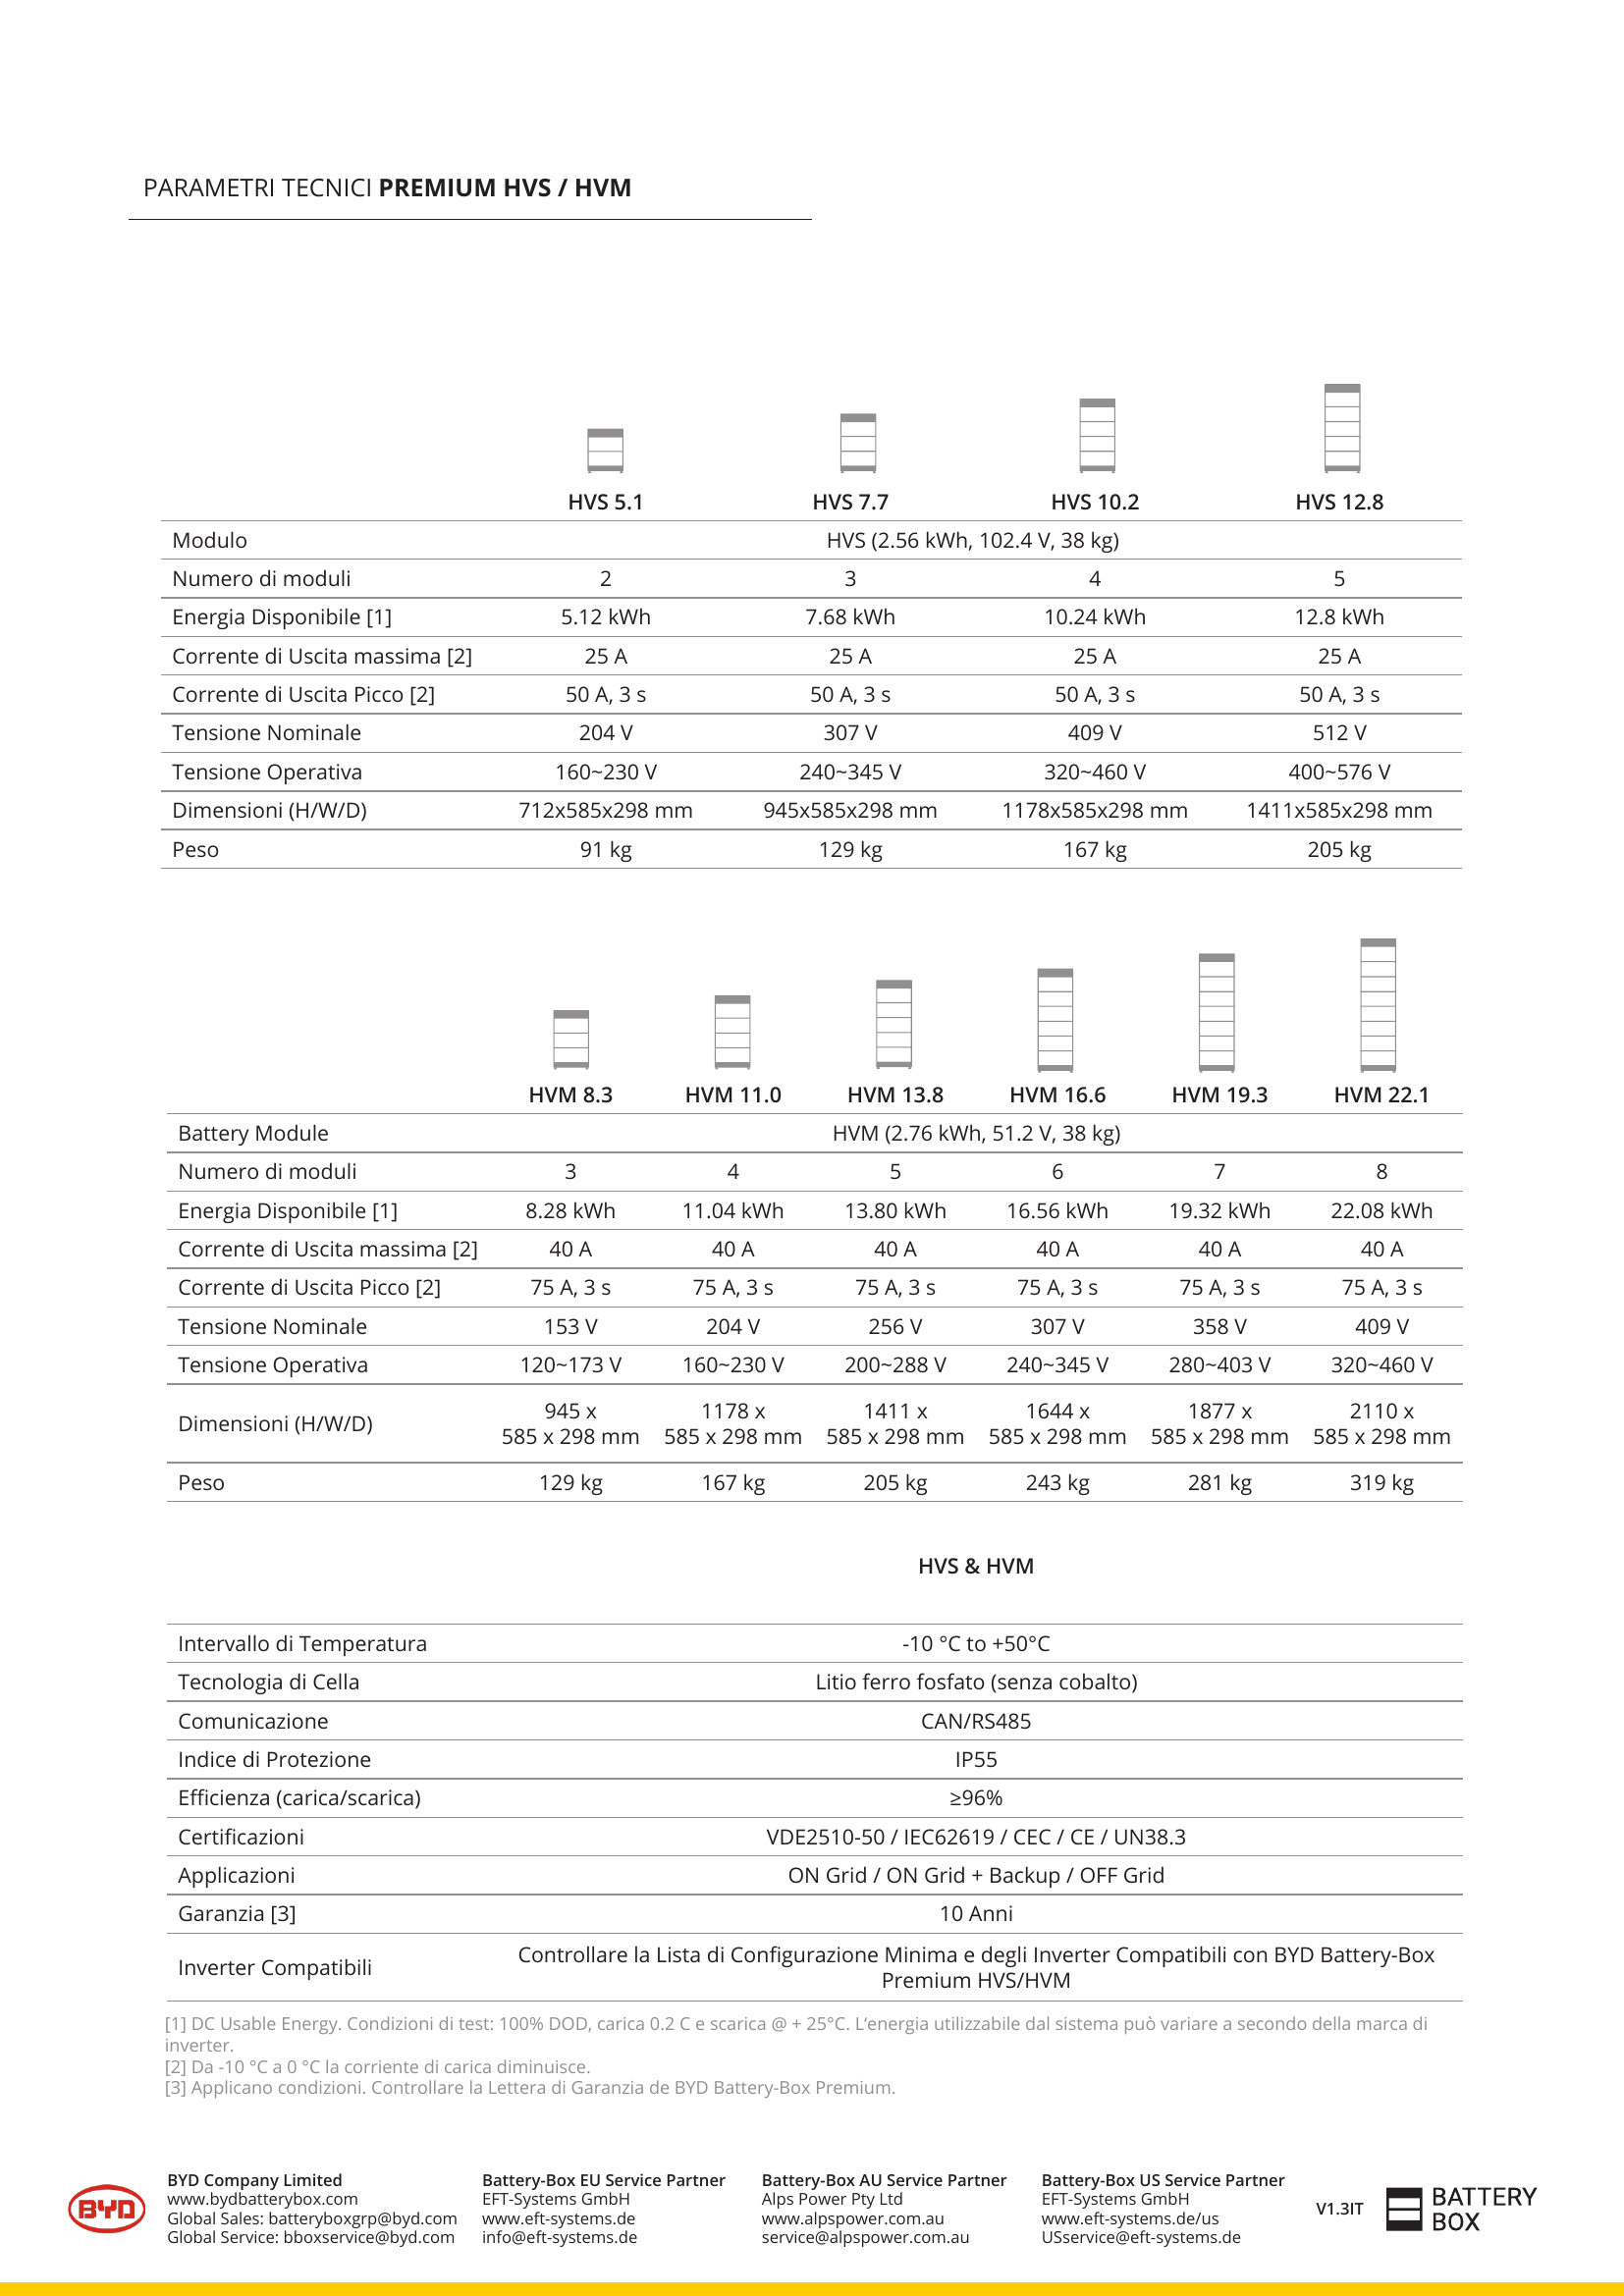 PARAMETRI TECNICI PREMIUM HVS / HVM
HVS 5.1 HVS 7.7 HVS 10.2 HVS 12.8
Modulo HVS (2.56 kWh, 102.4 V, 38 kg)
Numero di moduli 2 3 4 5
Energia Disponibile [1] 5.12 kWh 7.68 kWh 10.24 kWh 12.8 kWh
Corrente di Uscita massima [2] 25 A 25 A 25 A 25 A
Corrente di Uscita Picco [2] 50 A, 3 s 50 A, 3 s 50 A, 3 s 50 A, 3 s
Tensione Nominale 204 V 307 V 409 V 512 V
Tensione Operativa 160~230 V 240~345 V 320~460 V 400~576 V
Dimensioni (H/W/D) 712x585x298 mm 945x585x298 mm 1178x585x298 mm 1411x585x298 mm
Peso 91 kg 129 kg 167 kg 205 kg
HVM 8.3 HVM 11.0 HVM 13.8 HVM 16.6 HVM 19.3 HVM 22.1
Battery Module HVM (2.76 kWh, 51.2 V, 38 kg)
Numero di moduli 3 4 5 6 7 8
Energia Disponibile [1] 8.28 kWh 11.04 kWh 13.80 kWh 16.56 kWh 19.32 kWh 22.08 kWh
Corrente di Uscita massima [2] 40 A 40 A 40 A 40 A 40 A 40 A
Corrente di Uscita Picco [2] 75 A, 3 s 75 A, 3 s 75 A, 3 s 75 A, 3 s 75 A, 3 s 75 A, 3 s
Tensione Nominale 153 V 204 V 256 V 307 V 358 V 409 V
Tensione Operativa 120~173 V 160~230 V 200~288 V 240~345 V 280~403 V 320~460 V
945 x 1178 x 1411 x 1644 x 1877 x 2110 x
Dimensioni (H/W/D)
585 x 298 mm 585 x 298 mm 585 x 298 mm 585 x 298 mm 585 x 298 mm 585 x 298 mm
Peso 129 kg 167 kg 205 kg 243 kg 281 kg 319 kg
HVS & HVM
Intervallo di Temperatura -10 °C to +50°C
Tecnologia di Cella Litio ferro fosfato (senza cobalto)
Comunicazione CAN/RS485
Indice di Protezione IP55
Efficienza (carica/scarica) ≥96%
Certificazioni VDE2510-50 / IEC62619 / CEC / CE / UN38.3
Applicazioni ON Grid / ON Grid + Backup / OFF Grid
Garanzia [3] 10 Anni
Inverter Compatibili Controllare la Lista di Configurazione Minima e degli Inverter Compatibili con BYD Battery-Box
Premium HVS/HVM
[1] DC Usable Energy. Condizioni di test: 100% DOD, carica 0.2 C e scarica @ + 25°C. L‘energia utilizzabile dal sistema può variare a secondo della marca di
inverter.
[2] Da -10 °C a 0 °C la corriente di carica diminuisce.
[3] Applicano condizioni. Controllare la Lettera di Garanzia de BYD Battery-Box Premium.
BYD
BYD Company Limited
www.bydbatterybox.com
Global Sales: batteryboxgrp@byd.com
Global Service: bboxservice@byd.com
Battery-Box EU Service Partner
EFT-Systems GmbH
www.eft-systems.de
info@eft-systems.de
Battery-Box AU Service Partner
Alps Power Pty Ltd
www.alpspower.com.au
service@alpspower.com.au
Battery-Box US Service Partner
EFT-Systems GmbH
www.eft-systems.de/us
USservice@eft-systems.de
V1.3IT
BATTERY
BOX